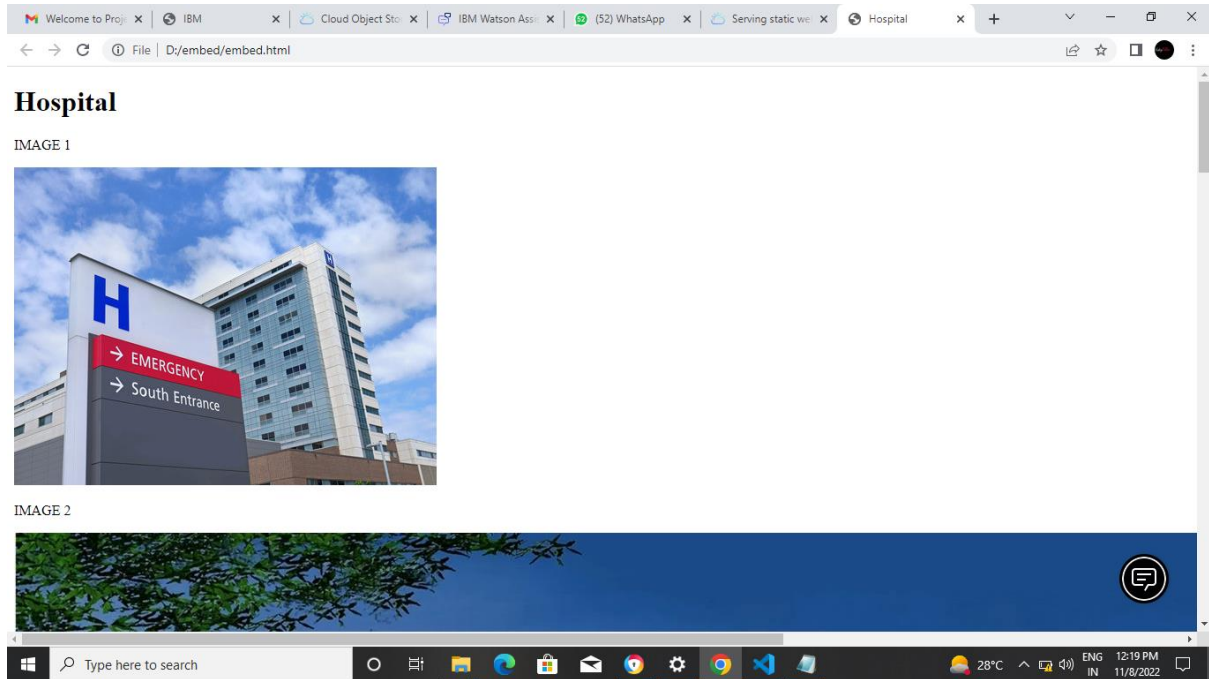 Welcome to Proj
IBM
Cloud Object Sto
IBM Watson Assi
(52) WhatsApp
Serving static we
Hospital
File
D:/embed/embed.html
Hospital
IMAGE 1
H
H
→ EMERGENCY
→ South Entrance
IMAGE 2
Type here to search
28°C
ENG
IN
12:19 PM
11/8/2022